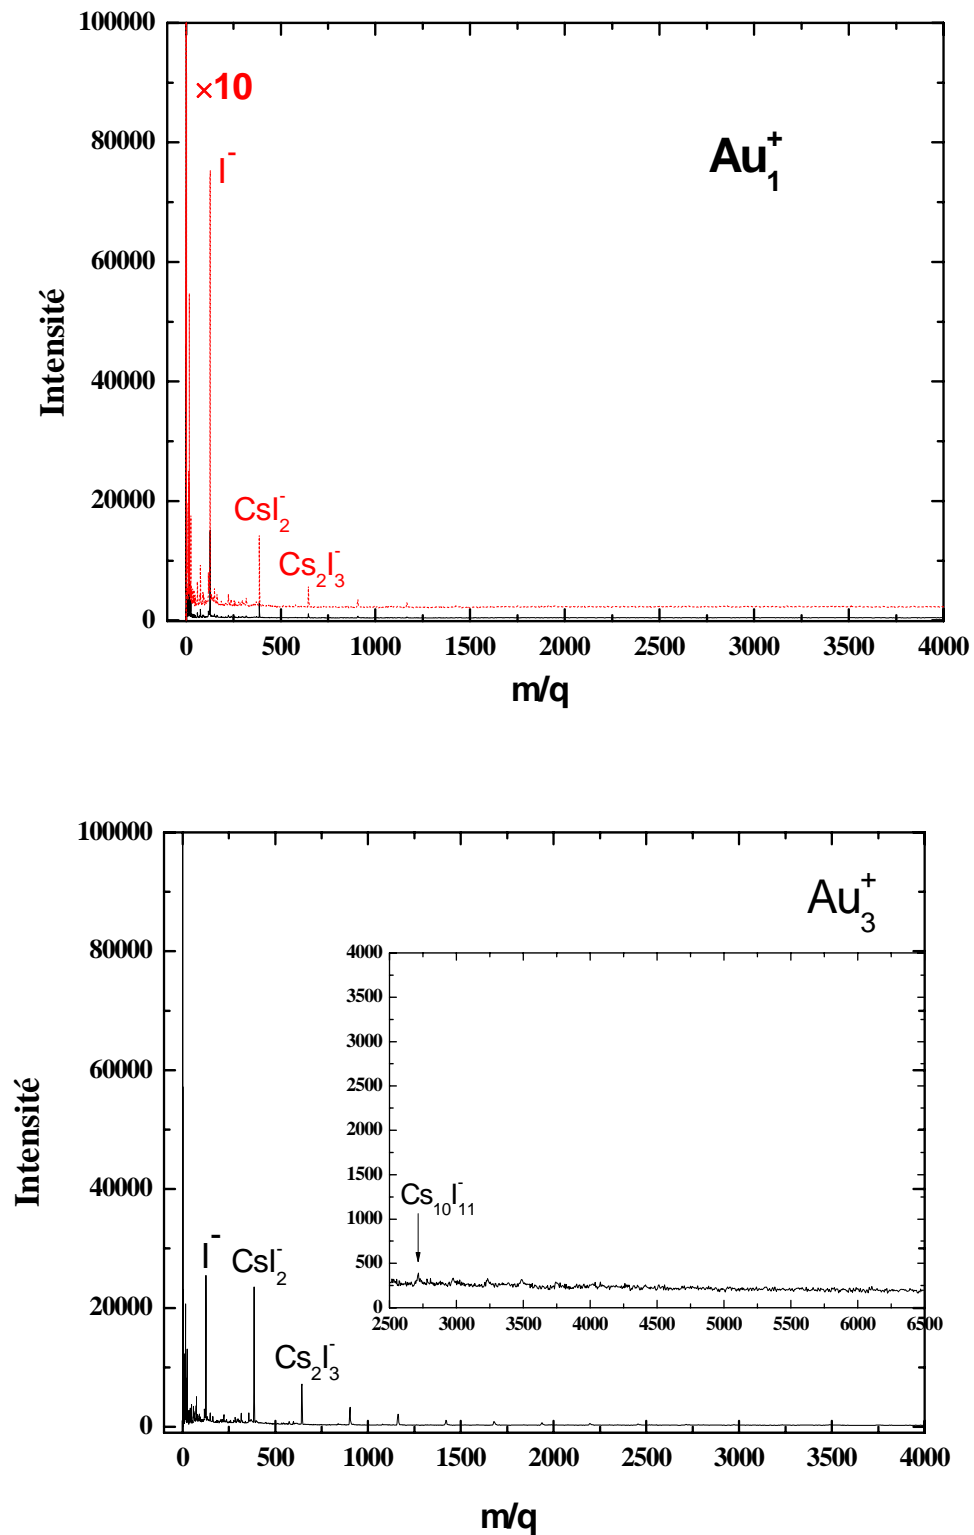 100000
×10
Au₁⁺
80000
I⁻
60000
Intensité
40000
20000
CsI₂⁻
Cs₂I₃⁻
0
0 500 1000 1500 2000 2500 3000 3500 4000
m/q
100000
Au₃⁺
80000
60000
Intensité
40000
20000
0
I⁻ CsI₂⁻
Cs₂I₃⁻
4000
3500
3000
2500
2000
1500
1000
500
0
Cs₁₀I₁₁⁻
2500 3000 3500 4000 4500 5000 5500 6000 6500
0 500 1000 1500 2000 2500 3000 3500 4000
m/q